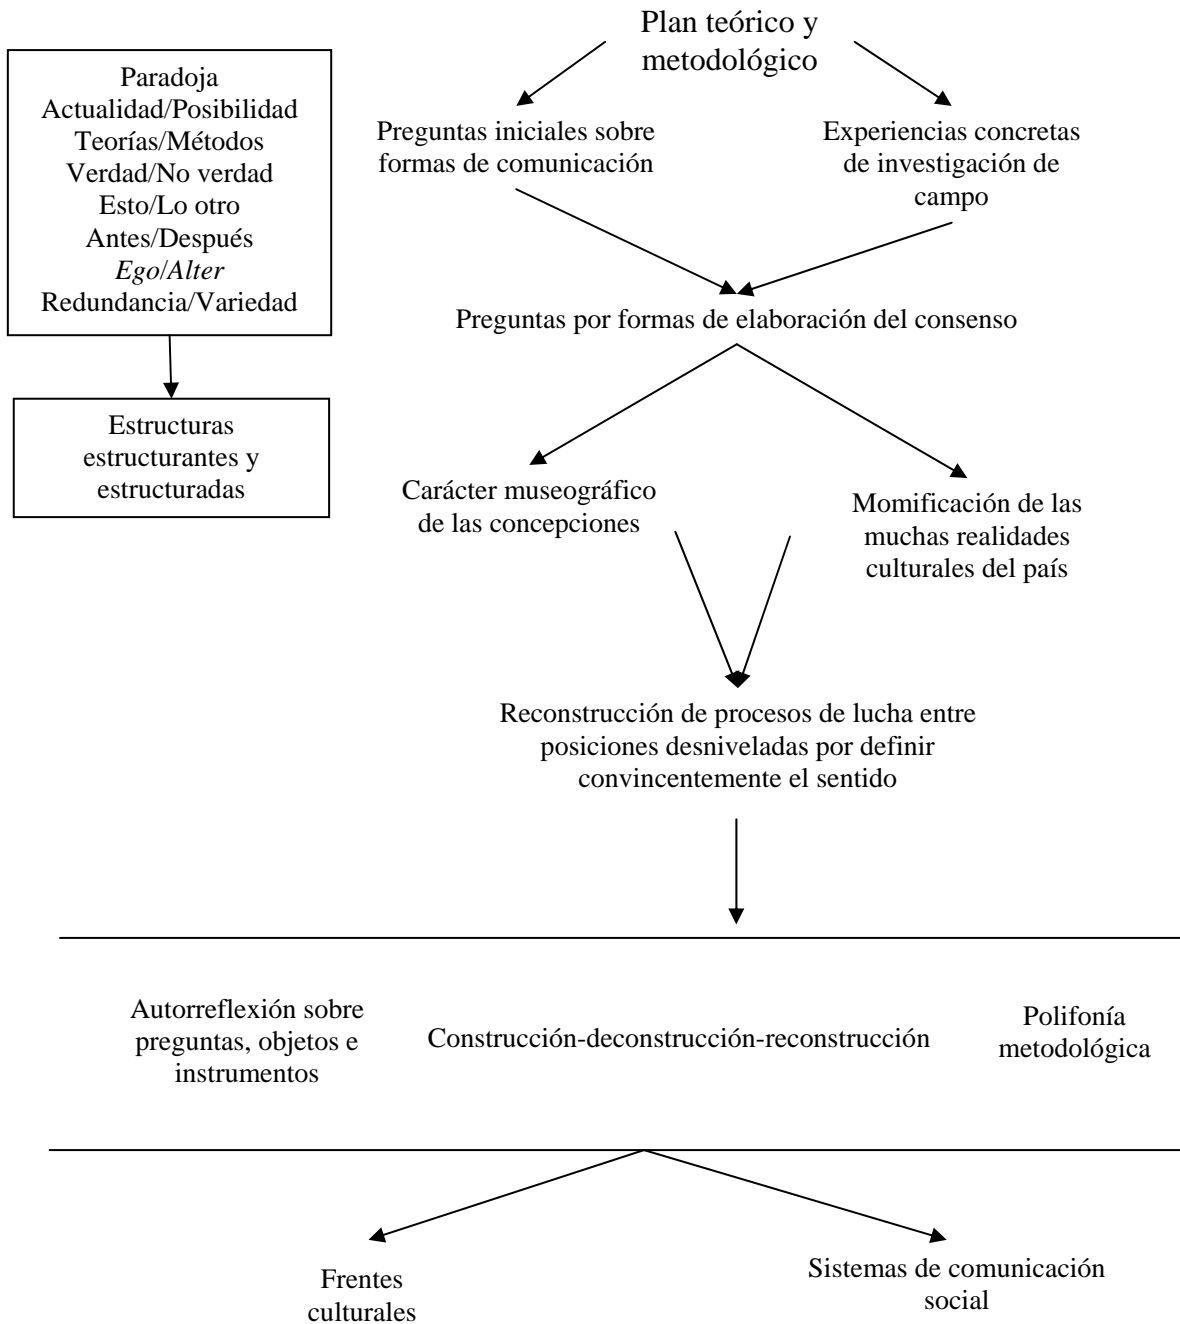 Plan teórico y
metodológico
Paradoja
Actualidad/Posibilidad
Teorías/Métodos
Verdad/No verdad
Esto/Lo otro
Antes/Después
Ego/Alter
Redundancia/Variedad
Estructuras
estructurantes y
estructuradas
Preguntas iniciales sobre
formas de comunicación
Experiencias concretas
de investigación de
campo
Preguntas por formas de elaboración del consenso
Carácter museográfico
de las concepciones
Momificación de las
muchas realidades
culturales del país
Reconstrucción de procesos de lucha entre
posiciones desniveladas por definir
convincentemente el sentido
Autorreflexión sobre
preguntas, objetos e
instrumentos
Construcción-deconstrucción-reconstrucción
Polifonía
metodológica
Frentes
culturales
Sistemas de comunicación
social